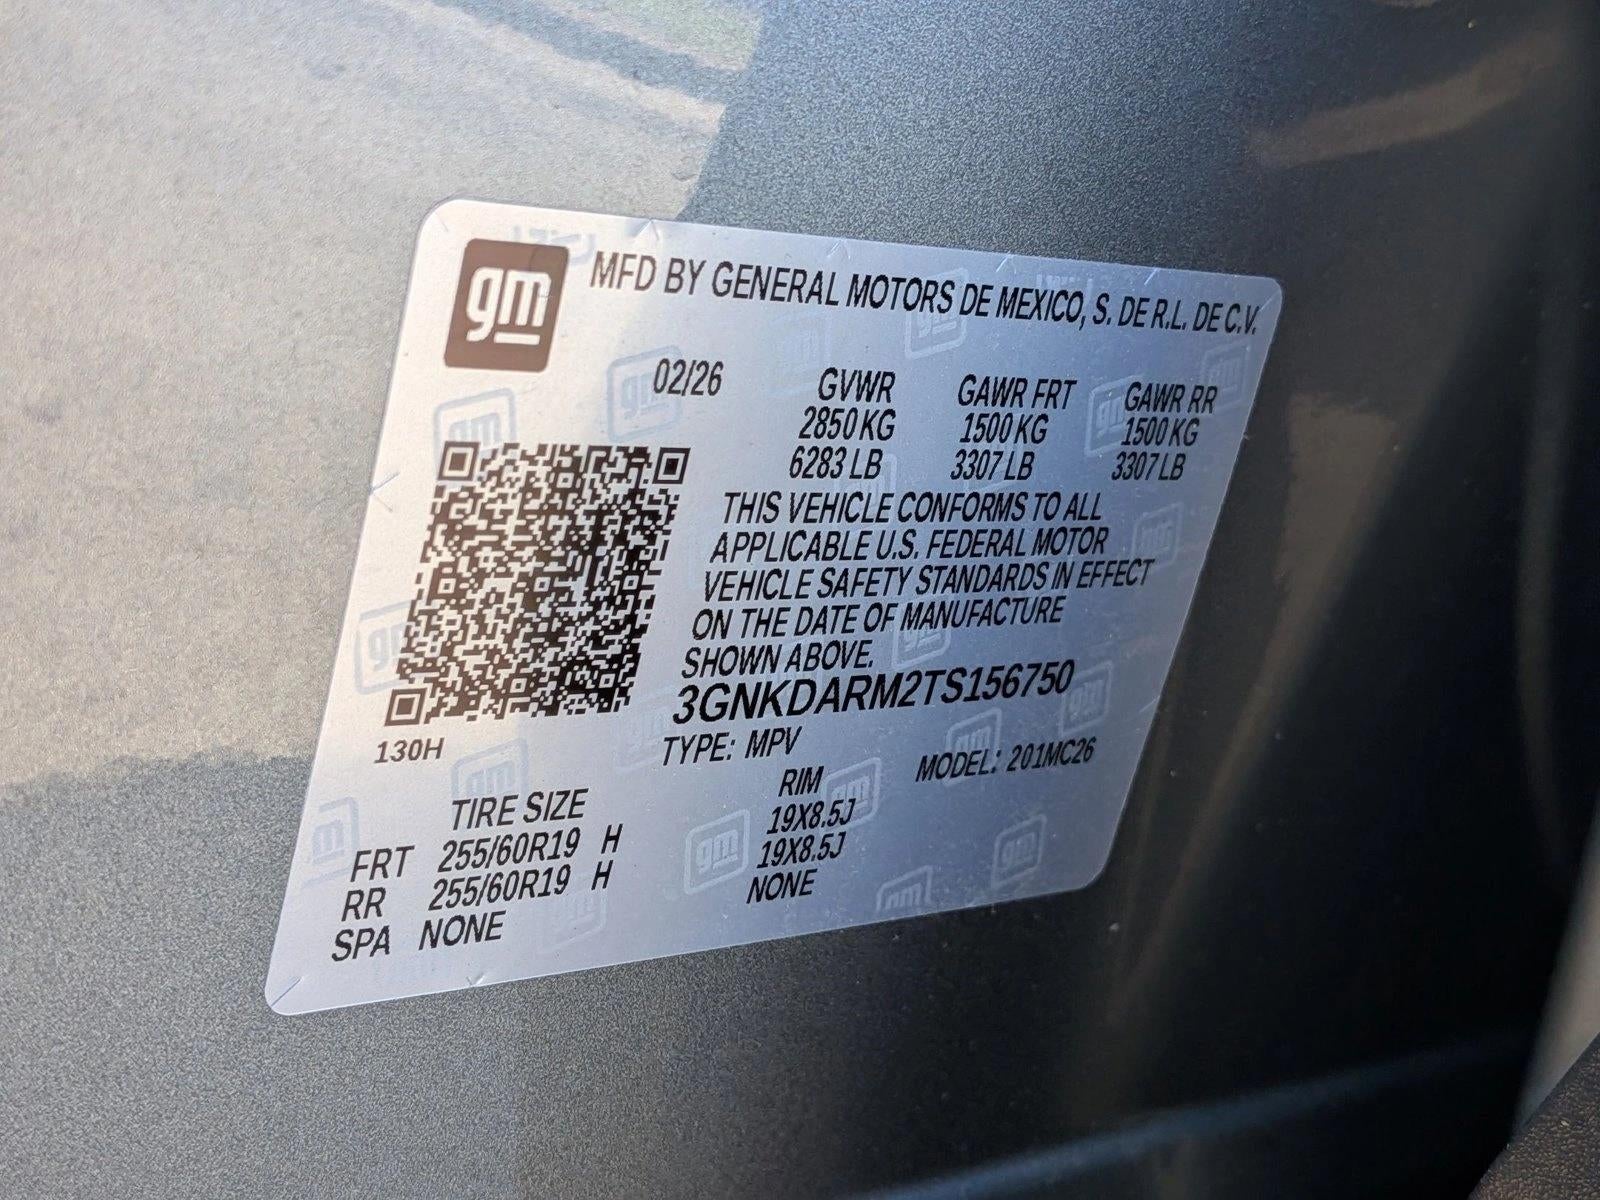 gm
MFD BY GENERAL MOTORS DE MEXICO, S. DE R.L. DE C.V.
02/26 GVWR GAWR FRT GAWR RR
2850 KG 1500 KG 1500 KG
6283 LB 3307 LB 3307 LB
THIS VEHICLE CONFORMS TO ALL
APPLICABLE U.S. FEDERAL MOTOR
VEHICLE SAFETY STANDARDS IN EFFECT
ON THE DATE OF MANUFACTURE
SHOWN ABOVE.
3GNKDARM2TS156750
130H TYPE: MPV MODEL: 201MC26
TIRE SIZE RIM
FRT 255/60R19 H 19X8.5J
RR 255/60R19 H 19X8.5J
SPA NONE NONE